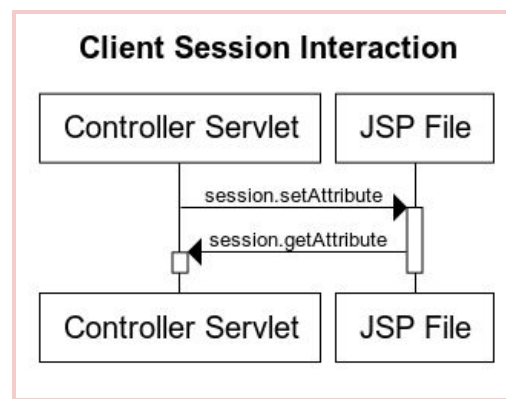 Client Session Interaction
Controller Servlet
JSP File
session.setAttribute
session.getAttribute
Controller Servlet
JSP File